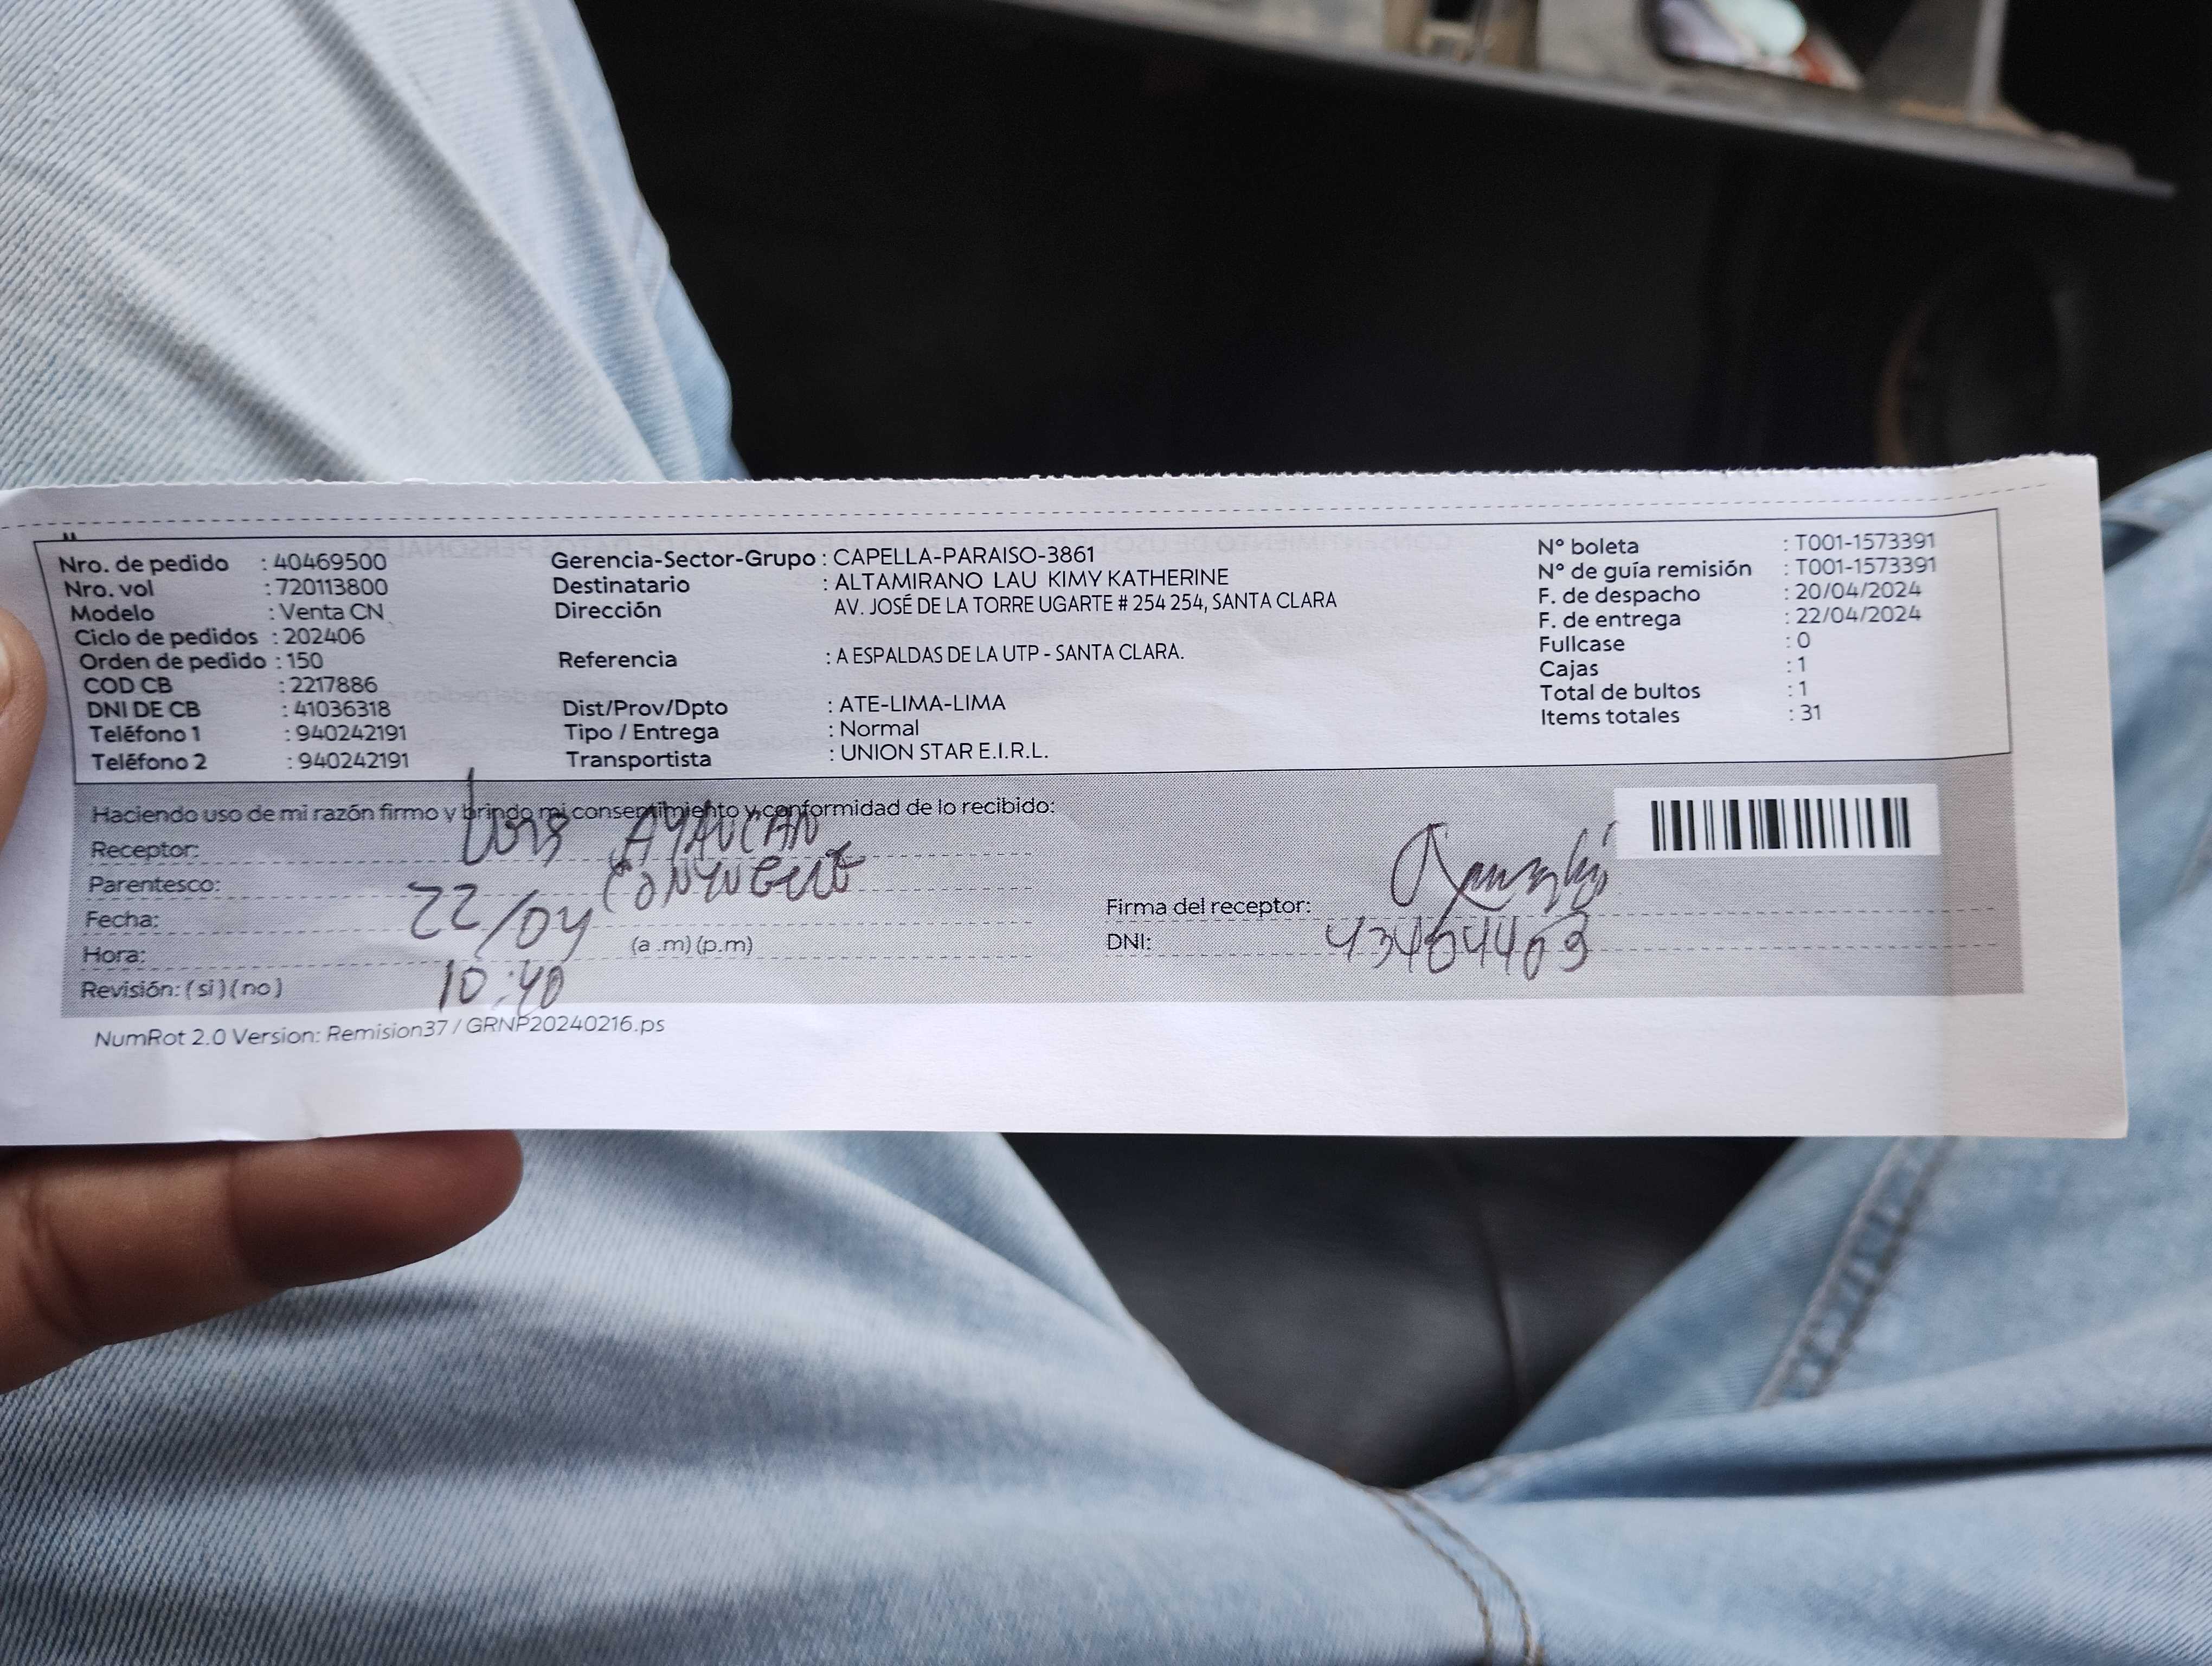 Nro. de pedido : 40469500
Nro. vol : 720113800
Modelo : Venta CN
Ciclo de pedidos : 202406
Orden de pedido : 150
COD CB : 2217886
DNI DE CB : 41036318
Teléfono 1 : 940242191
Teléfono 2 : 940242191
Gerencia-Sector-Grupo : CAPELLA-PARAISO-3861
Destinatario : ALTAMIRANO LAU KIMY KATHERINE
Dirección AV. JOSÉ DE LA TORRE UGARTE # 254 254, SANTA CLARA
Referencia : A ESPALDAS DE LA UTP - SANTA CLARA.
Dist/Prov/Dpto : ATE-LIMA-LIMA
Tipo / Entrega : Normal
Transportista : UNION STAR E.I.R.L.
N° boleta : T001-1573391
N° de guía remisión : T001-1573391
F. de despacho : 20/04/2024
F. de entrega : 22/04/2024
Fullcase : 0
Cajas : 1
Total de bultos : 1
Items totales : 31
Haciendo uso de mi razón firmo y brindo mi consentimiento y conformidad de lo recibido:
Receptor: Luis
Parentesco:
Fecha: 22/04
Hora: (a .m) (p.m) 10:40
Revisión: ( si ) ( no )
Firma del receptor:
DNI:
NumRot 2.0 Version: Remision37 / GRNP20240216.ps